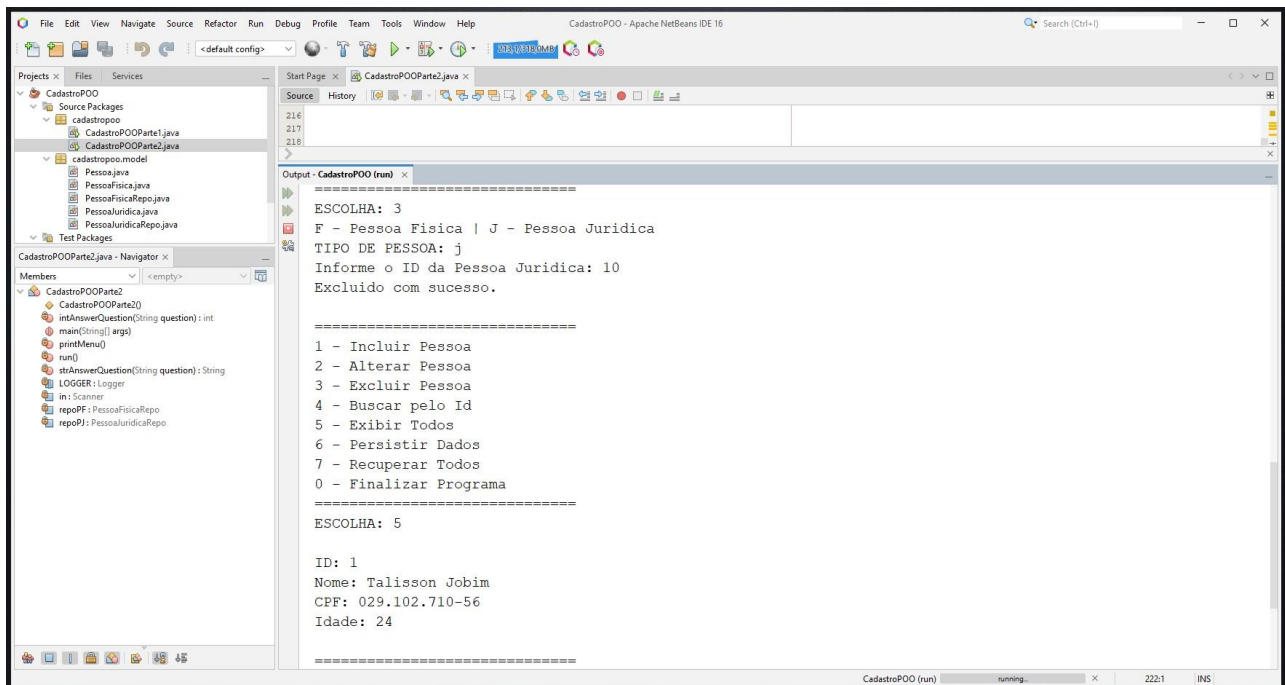 File Edit View Navigate Source Refactor Run Debug Profile Team Tools Window Help CadastroPOO - Apache NetBeans IDE 16 Search (Ctrl+I)
<default config>
Projects Files Services
Start Page CadastroPOOParte2.java
CadastroPOO
Source Packages
cadastropoo
CadastroPOOParte1.java
CadastroPOOParte2.java
cadastropoo.model
Pessoa.java
PessoaFisica.java
PessoaFisicaRepo.java
PessoaJuridica.java
PessoaJuridicaRepo.java
Test Packages
CadastroPOOParte2.java - Navigator
Members <empty>
CadastroPOOParte2
CadastroPOOParte2()
intAnswerQuestion(String question) : int
main(String[] args)
printMenu()
run()
strAnswerQuestion(String question) : String
LOGGER : Logger
in : Scanner
repoPF : PessoaFisicaRepo
repoPJ : PessoaJuridicaRepo
Source History
216
217
218
Output - CadastroPOO (run)
==============================
ESCOLHA: 3
F - Pessoa Fisica | J - Pessoa Juridica
TIPO DE PESSOA: j
Informe o ID da Pessoa Juridica: 10
Excluido com sucesso.
==============================
1 - Incluir Pessoa
2 - Alterar Pessoa
3 - Excluir Pessoa
4 - Buscar pelo Id
5 - Exibir Todos
6 - Persistir Dados
7 - Recuperar Todos
0 - Finalizar Programa
==============================
ESCOLHA: 5
ID: 1
Nome: Talisson Jobim
CPF: 029.102.710-56
Idade: 24
==============================
CadastroPOO (run) running... 222:1 INS